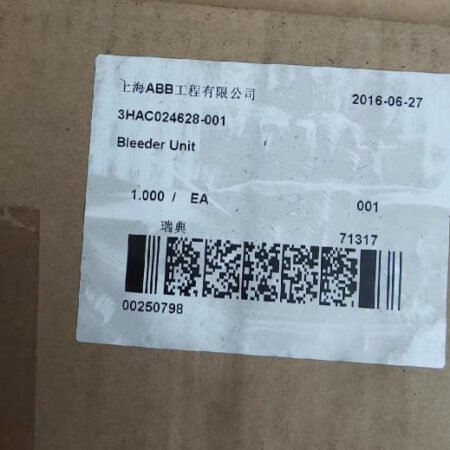 上海ABB工程有限公司 2016-06-27
3HAC024628-001
Bleeder Unit
1.000 / EA 001
瑞典 71317
00250798